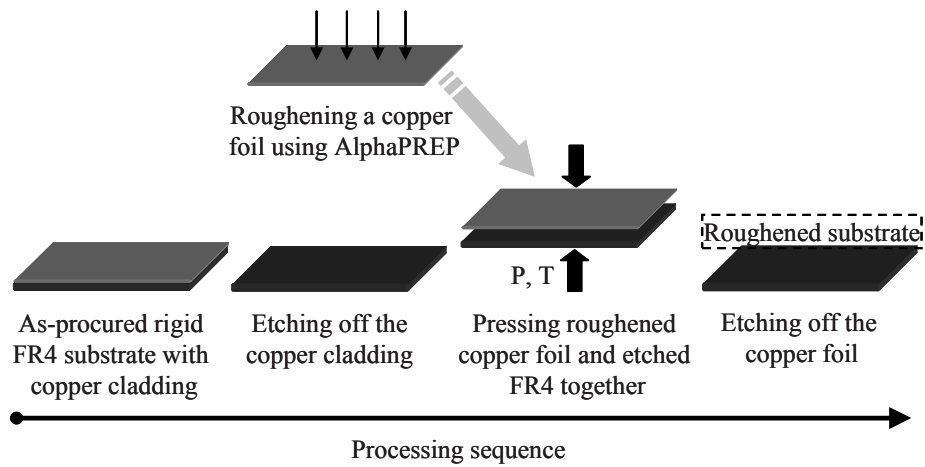 Roughening a copper
foil using AlphaPREP
Roughened substrate
P, T
As-procured rigid
FR4 substrate with
copper cladding
Etching off the
copper cladding
Pressing roughened
copper foil and etched
FR4 together
Etching off the
copper foil
Processing sequence